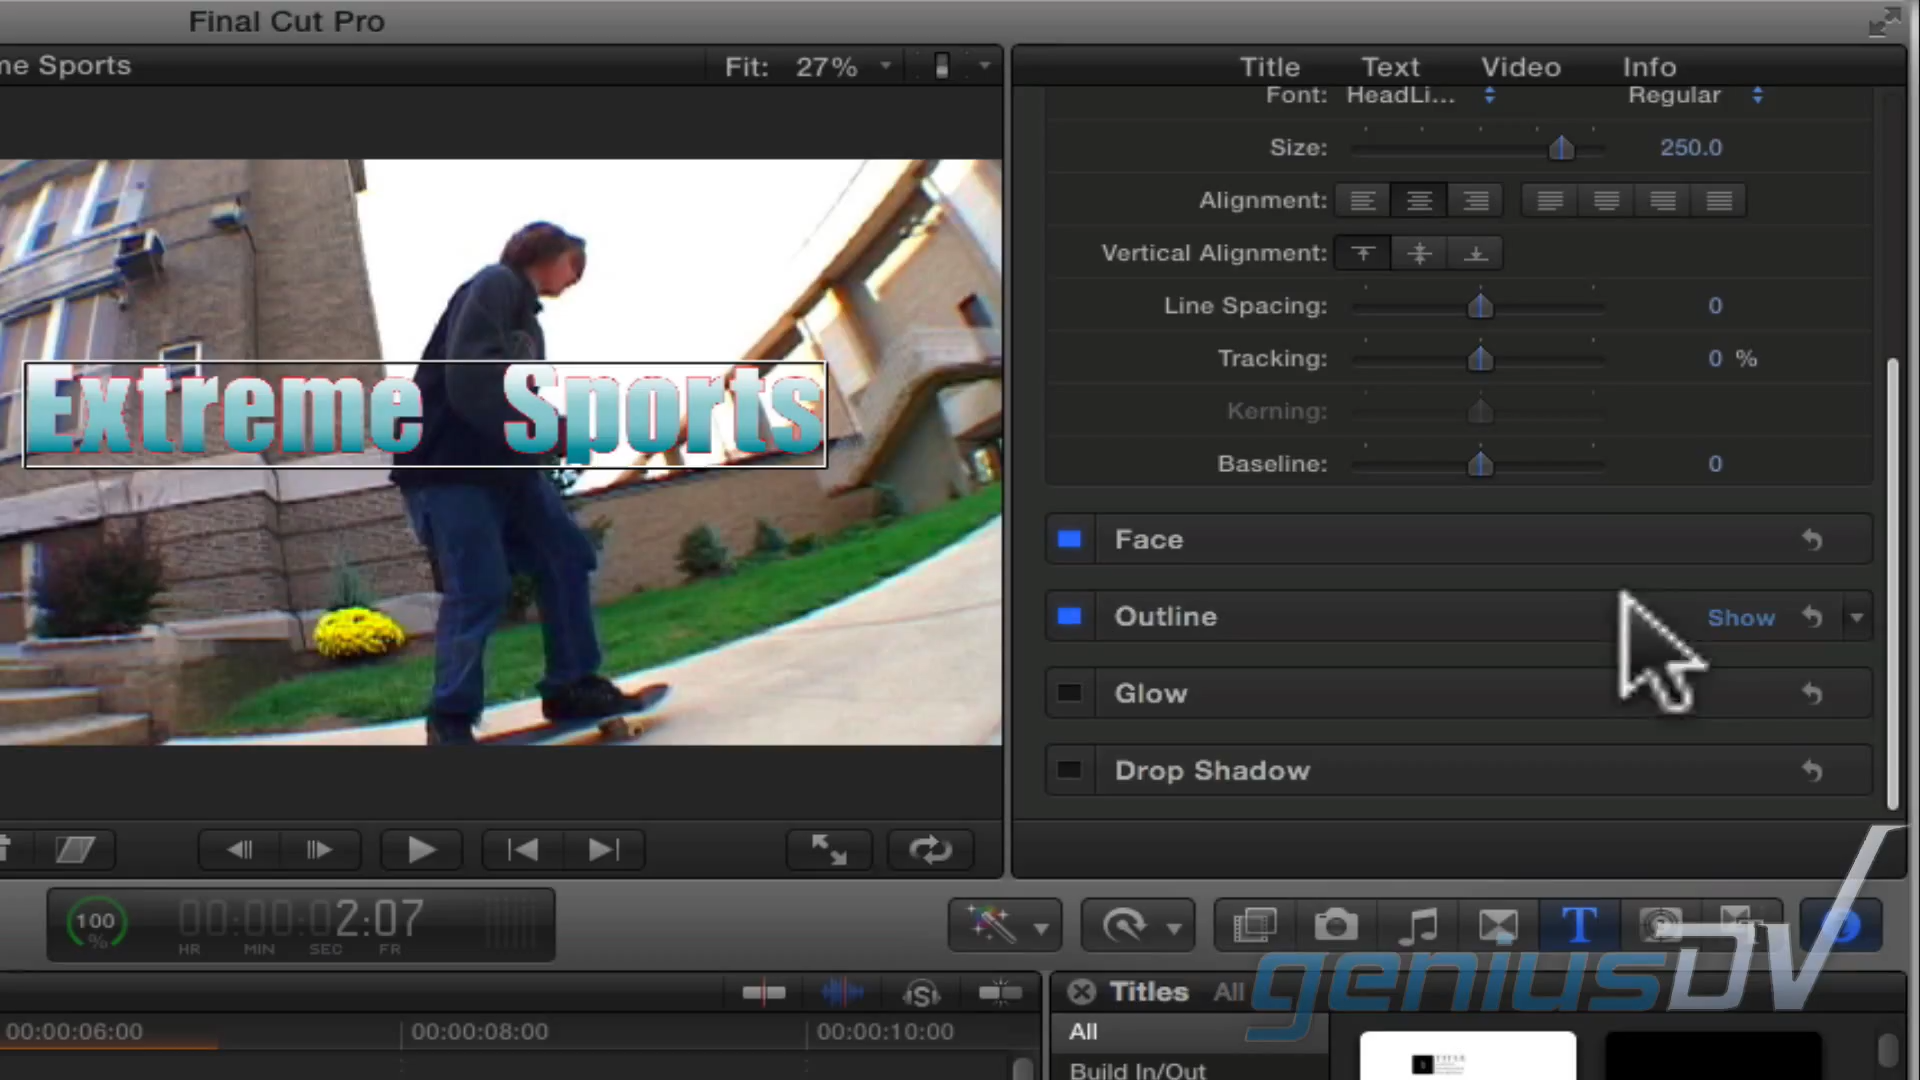 Final Cut Pro
me Sports
Fit: 27%
Title Text Video Info
Font: HeadLi... Regular
Size: 250.0
Alignment:
Vertical Alignment:
Line Spacing: 0
Tracking: 0 %
Kerning:
Baseline: 0
Extreme Sports
Face
Outline Show
Glow
Drop Shadow
100
%
00:00:02:07
HR MIN SEC FR
T
geniusDV
Titles All
00:00:06:00 00:00:08:00 00:00:10:00
All
Build In/Out